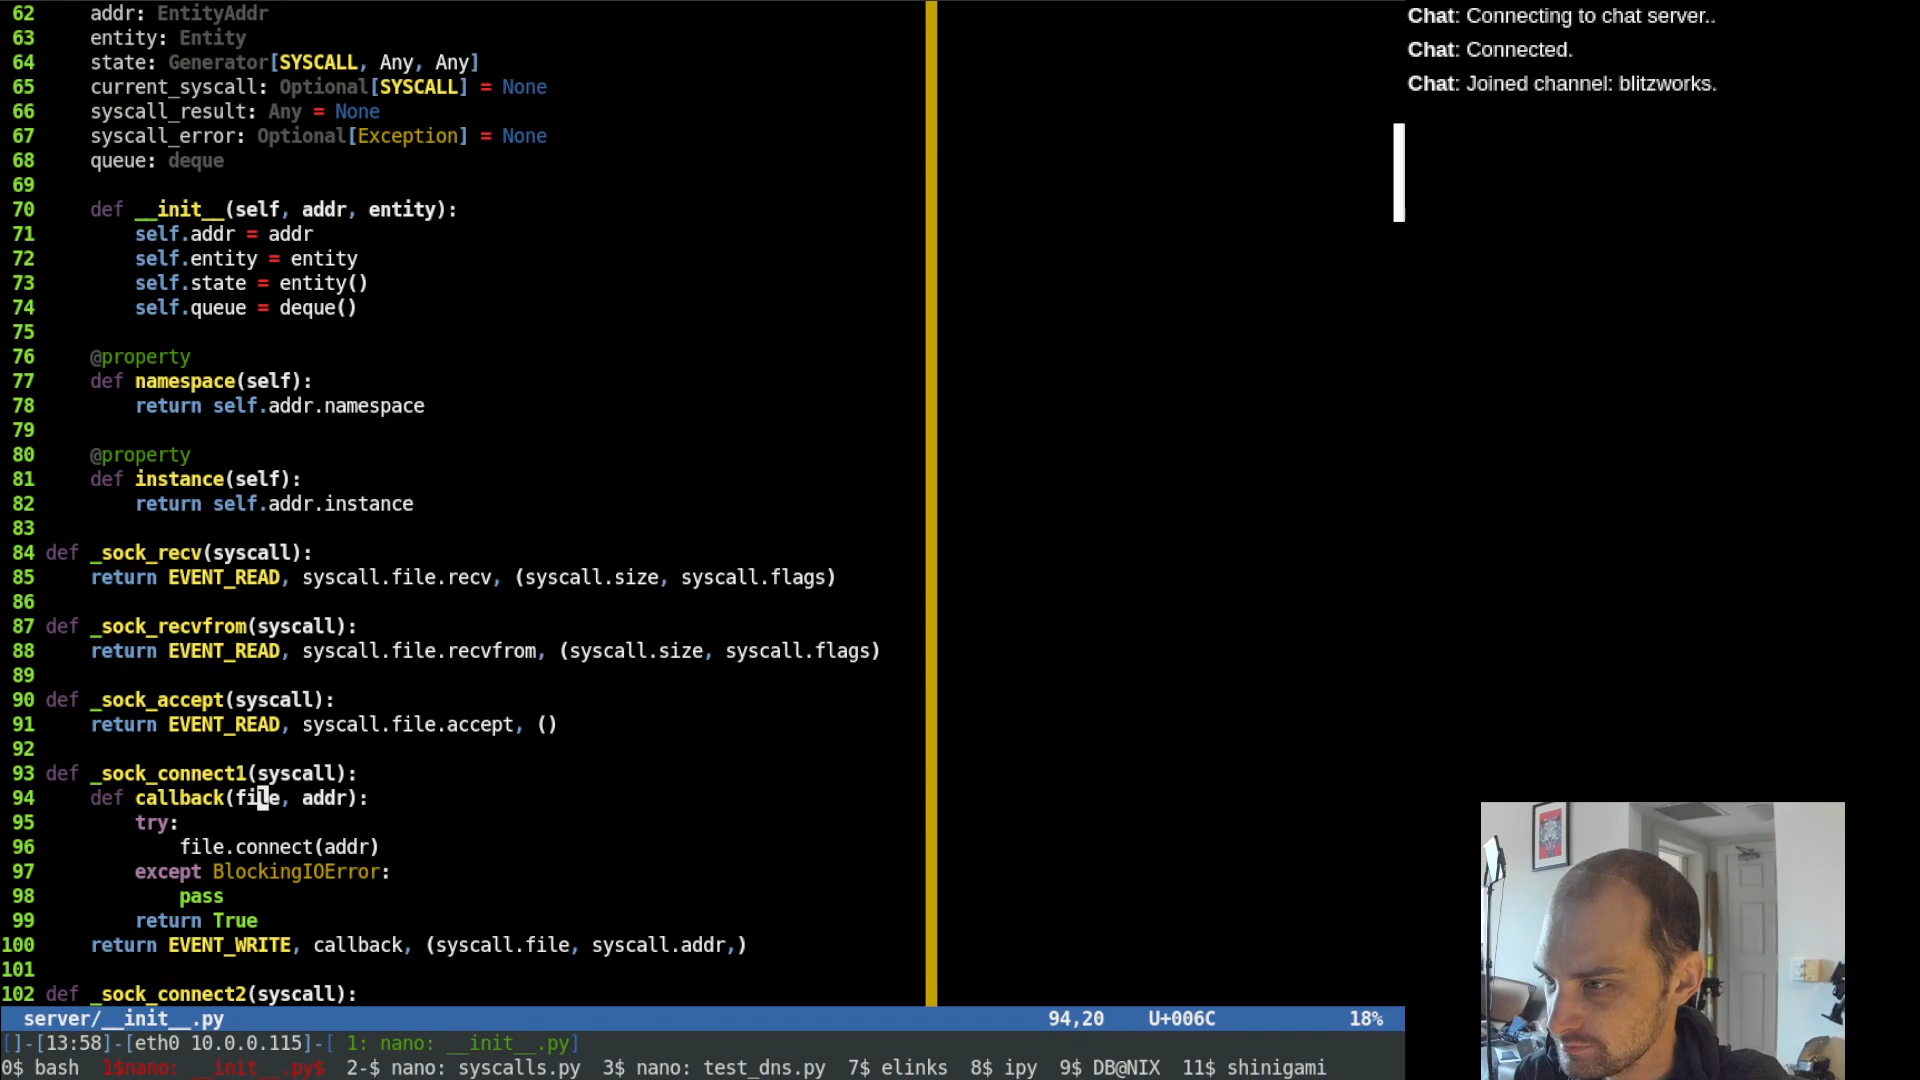 62     addr: EntityAddr
63     entity: Entity
64     state: Generator[SYSCALL, Any, Any]
65     current_syscall: Optional[SYSCALL] = None
66     syscall_result: Any = None
67     syscall_error: Optional[Exception] = None
68     queue: deque
69
70     def __init__(self, addr, entity):
71         self.addr = addr
72         self.entity = entity
73         self.state = entity()
74         self.queue = deque()
75
76     @property
77     def namespace(self):
78         return self.addr.namespace
79
80     @property
81     def instance(self):
82         return self.addr.instance
83
84 def _sock_recv(syscall):
85     return EVENT_READ, syscall.file.recv, (syscall.size, syscall.flags)
86
87 def _sock_recvfrom(syscall):
88     return EVENT_READ, syscall.file.recvfrom, (syscall.size, syscall.flags)
89
90 def _sock_accept(syscall):
91     return EVENT_READ, syscall.file.accept, ()
92
93 def _sock_connect1(syscall):
94     def callback(file, addr):
95         try:
96             file.connect(addr)
97         except BlockingIOError:
98             pass
99         return True
100     return EVENT_WRITE, callback, (syscall.file, syscall.addr,)
101
102 def _sock_connect2(syscall):
server/__init__.py 94,20 U+006C 18%
[]-[13:58]-[eth0 10.0.0.115]-[ 1: nano: __init__.py]
0$ bash 1$nano: __init__.py$ 2-$ nano: syscalls.py 3$ nano: test_dns.py 7$ elinks 8$ ipy 9$ DB@NIX 11$ shinigami
Chat: Connecting to chat server..
Chat: Connected.
Chat: Joined channel: blitzworks.